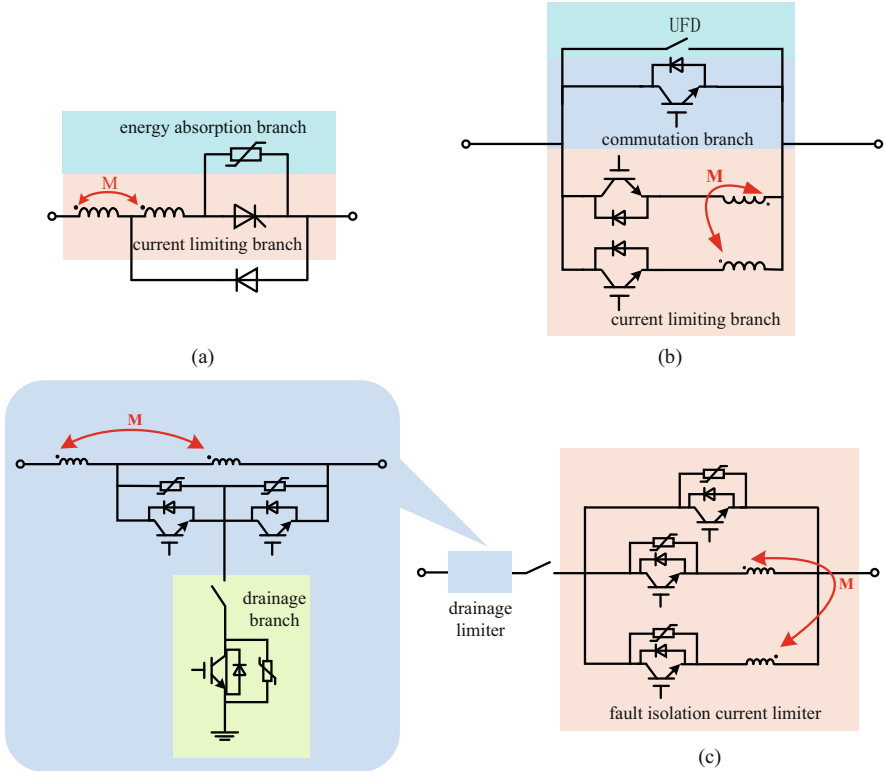 energy absorption branch
M
current limiting branch
(a)
UFD
commutation branch
M
current limiting branch
(b)
M
drainage
branch
drainage
limiter
M
fault isolation current limiter
(c)